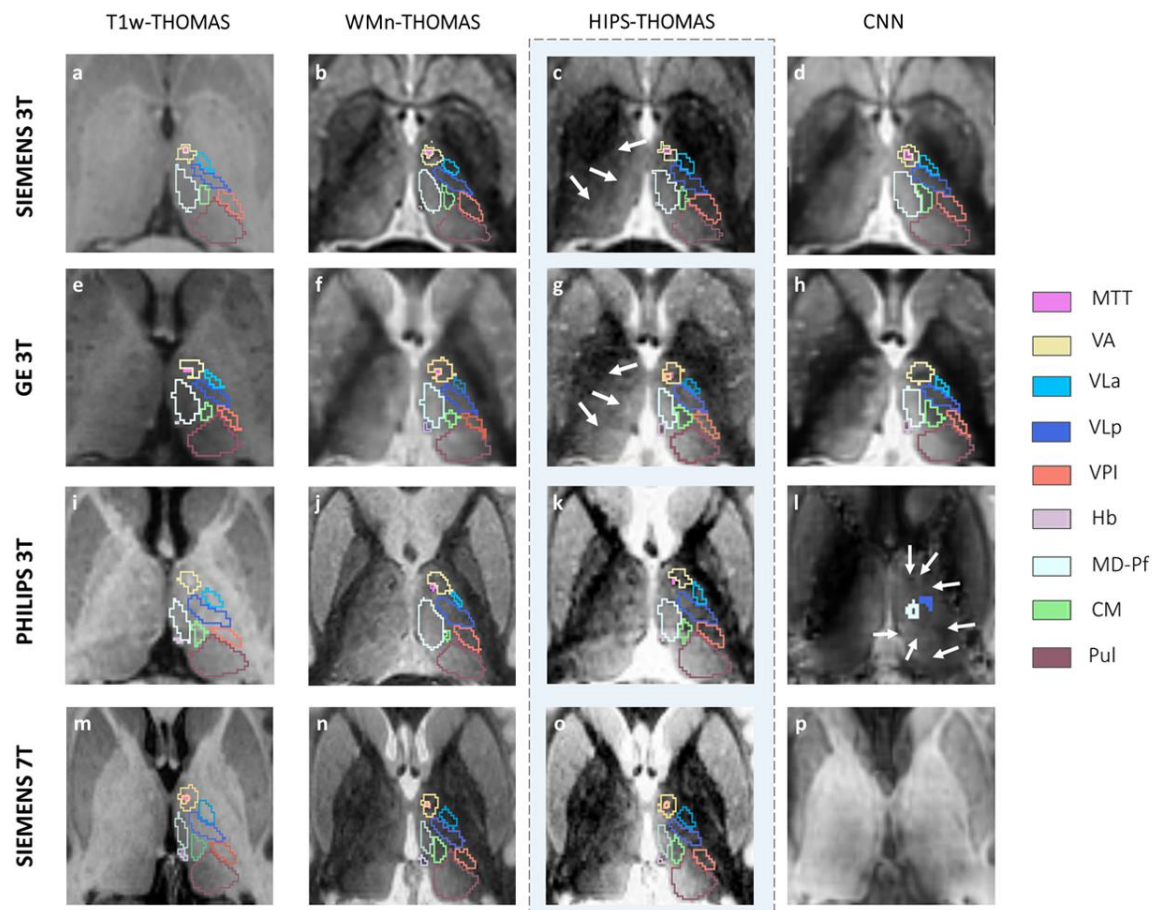 T1w-THOMAS WMn-THOMAS HIPS-THOMAS CNN
SIEMENS 3T
a b c d
GE 3T
e f g h
MTT
VA
VLa
VLp
VPl
Hb
MD-Pf
CM
Pul
PHILIPS 3T
i j k l
SIEMENS 7T
m n o p